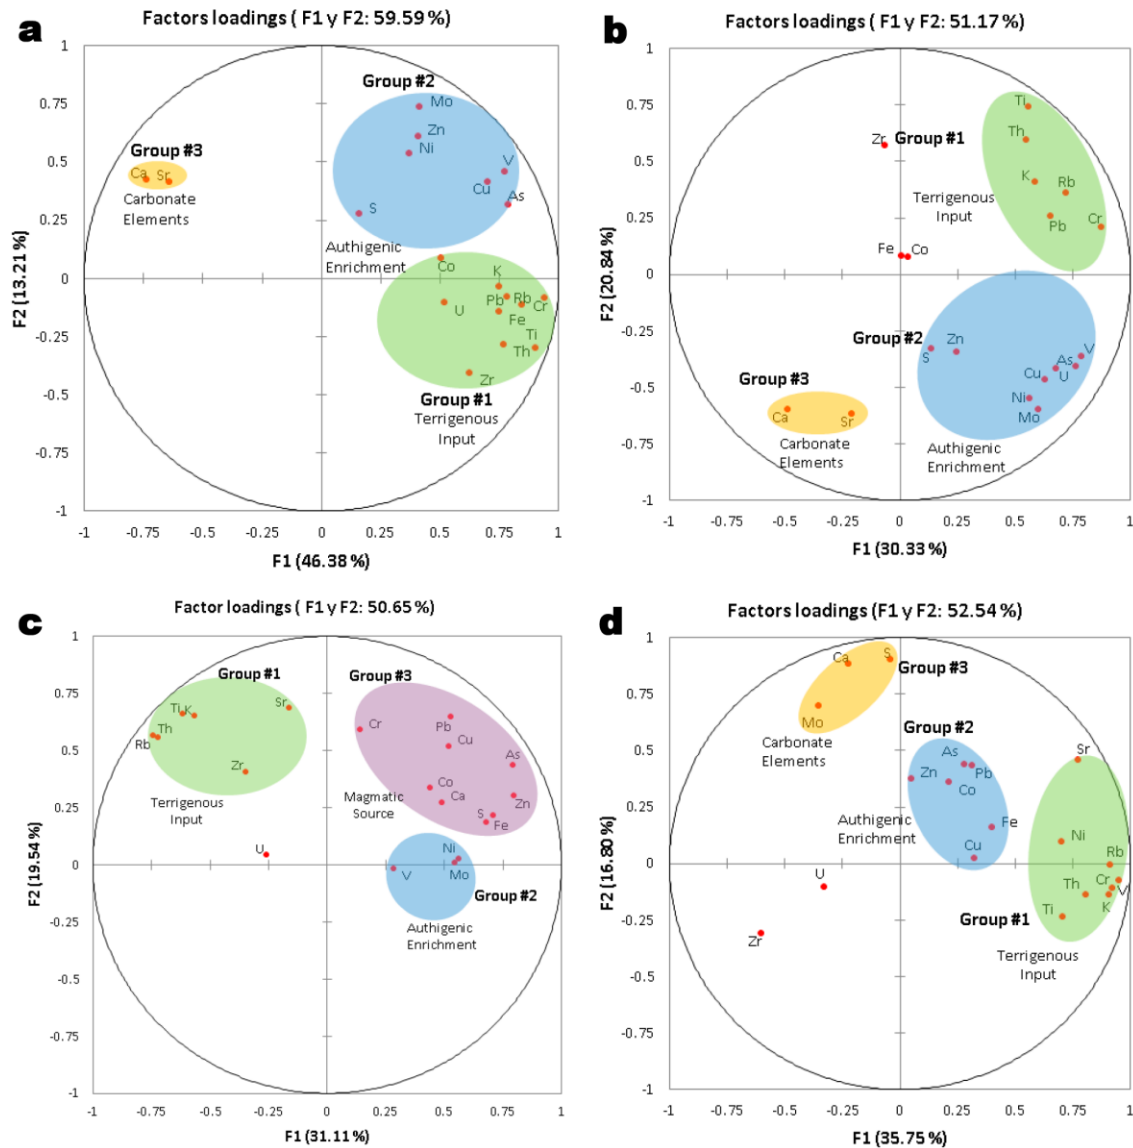 a
Factors loadings ( F1 y F2: 59.59 %)
1
0.75
0.5
0.25
0
-0.25
-0.5
-0.75
-1
F2 (13.21 %)
Group #2
Mo
Zn
Ni
V
Cu
As
S
Authigenic
Enrichment
Group #3
Ca
Sr
Carbonate
Elements
Co
K
Pb
Rb
Cr
U
Fe
Ti
Th
Zr
Group #1
Terrigenous
Input
-1
-0.75
-0.5
-0.25
0
0.25
0.5
0.75
1
F1 (46.38 %)
b
Factors loadings ( F1 y F2: 51.17 %)
1
0.75
0.5
0.25
0
-0.25
-0.5
-0.75
-1
F2 (20.84 %)
Ti
Th
Zr
Group #1
K
Rb
Terrigenous
Input
Pb
Cr
Fe
Co
Group #2
S
Zn
V
As
Cu
U
Ni
Mo
Group #3
Ca
Sr
Carbonate
Elements
Authigenic
Enrichment
-1
-0.75
-0.5
-0.25
0
0.25
0.5
0.75
1
F1 (30.33 %)
c
Factor loadings ( F1 y F2: 50.65 %)
1
0.75
0.5
0.25
0
-0.25
-0.5
-0.75
-1
F2 (19.54 %)
Group #1
Ti
K
Sr
Th
Rb
Zr
Terrigenous
Input
Group #3
Cr
Pb
Cu
As
Co
Ca
Zn
S
Fe
Magmatic
Source
U
Ni
V
Mo
Group #2
Authigenic
Enrichment
-1
-0.75
-0.5
-0.25
0
0.25
0.5
0.75
1
F1 (31.11 %)
d
Factors loadings (F1 y F2: 52.54 %)
1
0.75
0.5
0.25
0
-0.25
-0.5
-0.75
-1
F2 (16.80 %)
Ca
S
Group #3
Mo
Carbonate
Elements
Group #2
As
Zn
Pb
Co
Authigenic
Enrichment
Fe
Cu
Sr
Ni
Rb
Th
Cr
V
Ti
K
Group #1
Terrigenous
Input
U
Zr
-1
-0.75
-0.5
-0.25
0
0.25
0.5
0.75
1
F1 (35.75 %)